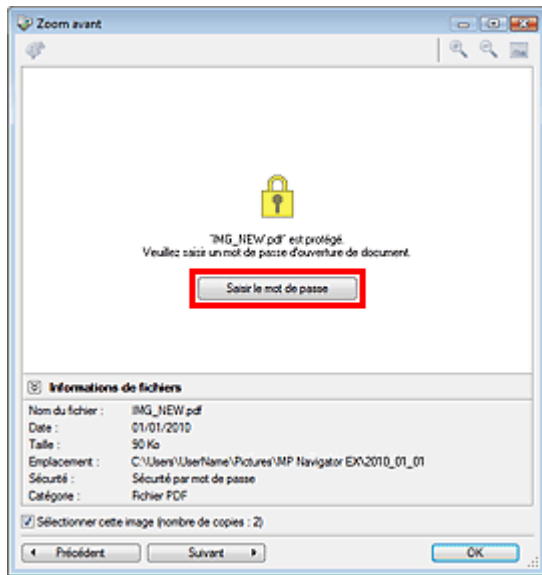 Zoom avant
"IMG_NEW.pdf" est protégé.
Veuillez saisir un mot de passe d'ouverture de document.
Saisir le mot de passe
Informations de fichiers
Nom du fichier : IMG_NEW.pdf
Date : 01/01/2010
Taille : 90 Ko
Emplacement : C:\Users\UserName\Pictures\MP Navigator EX\2010_01_01
Sécurité : Sécurité par mot de passe
Catégorie : Fichier PDF
Sélectionner cette image (nombre de copies : 2)
Précédent Suivant OK